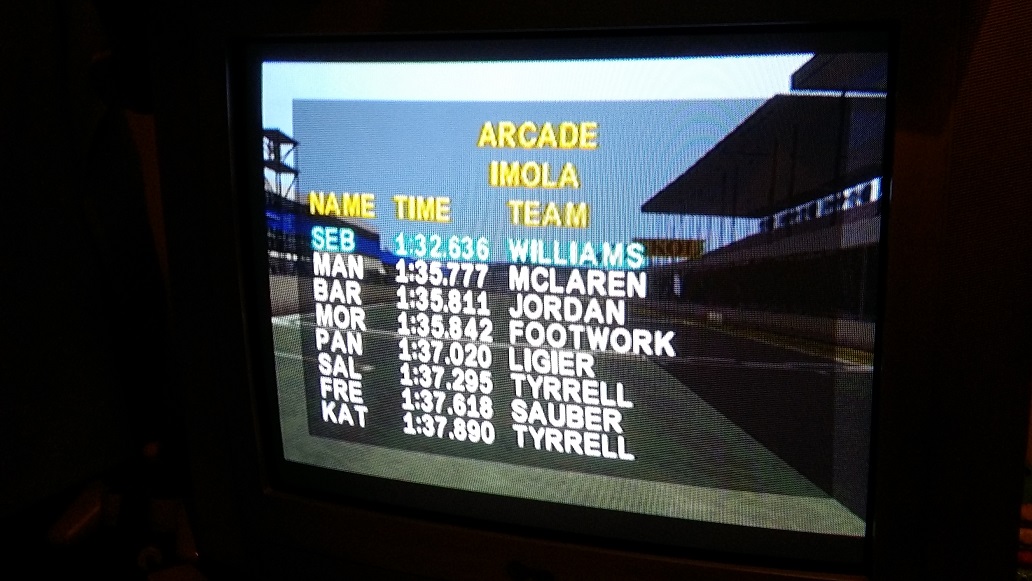 ARCADE
IMOLA
NAME TIME TEAM
SEB 1:32.636 WILLIAMS
MAN 1:35.777 MCLAREN
BAR 1:35.811 JORDAN
MOR 1:35.842 FOOTWORK
PAN 1:37.020 LIGIER
SAL 1:37.295 TYRRELL
FRE 1:37.618 SAUBER
KAT 1:37.890 TYRRELL